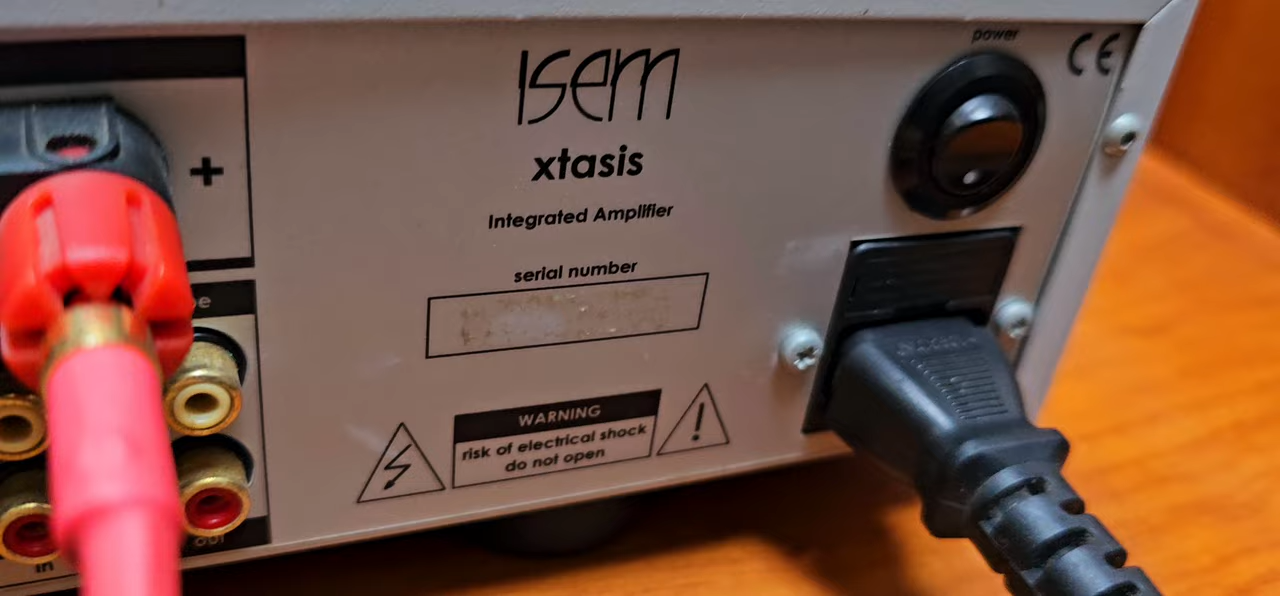 power
CE
Isem
xtasis
Integrated Amplifier
serial number
+
WARNING
risk of electrical shock
do not open
in
out